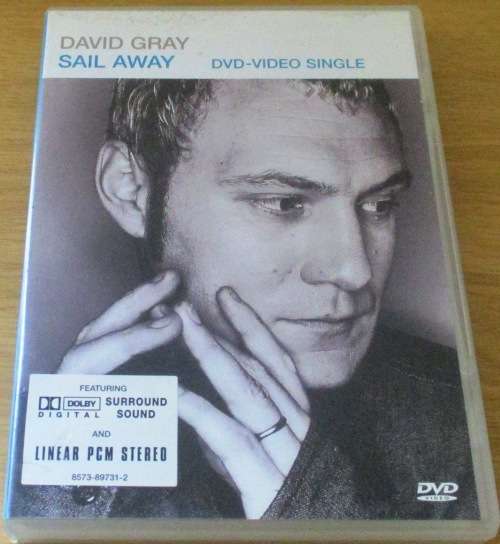 DAVID GRAY
SAIL AWAY DVD-VIDEO SINGLE
FEATURING
DOLBY SURROUND
DIGITAL SOUND
AND
LINEAR PCM STEREO
8573-89731-2
DVD
VIDEO